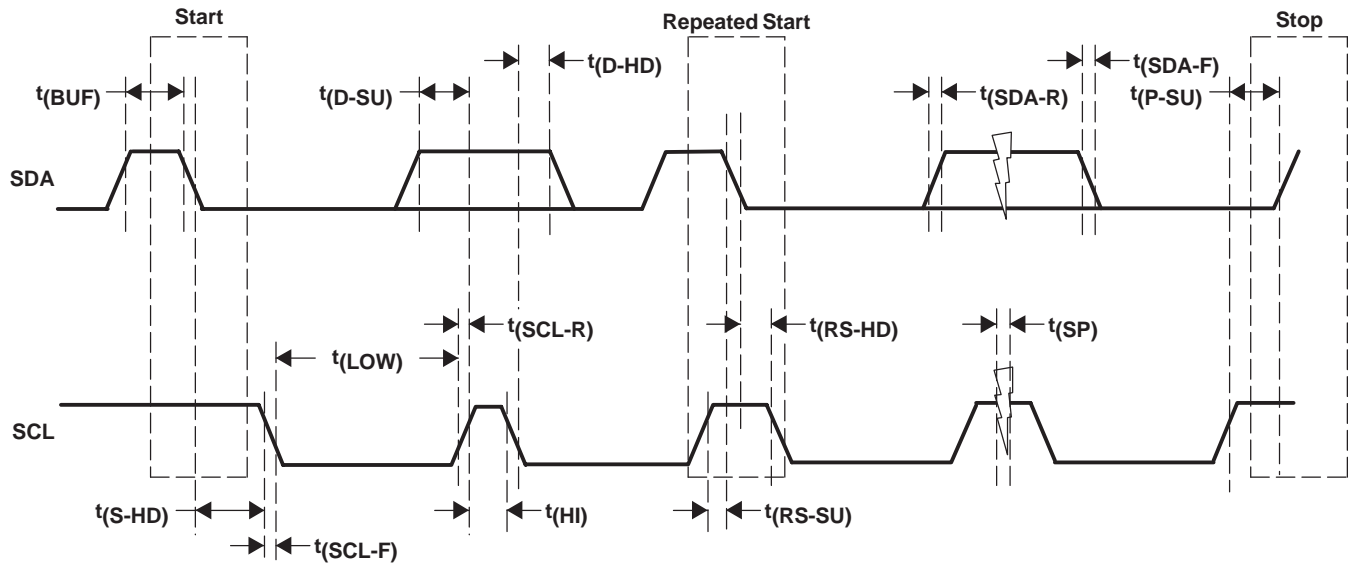 Start
Repeated Start
Stop
t(BUF)
t(D-SU)
t(D-HD)
t(SDA-R)
t(SDA-F)
t(P-SU)
SDA
t(LOW)
t(SCL-R)
t(RS-HD)
t(SP)
SCL
t(S-HD)
t(HI)
t(RS-SU)
t(SCL-F)